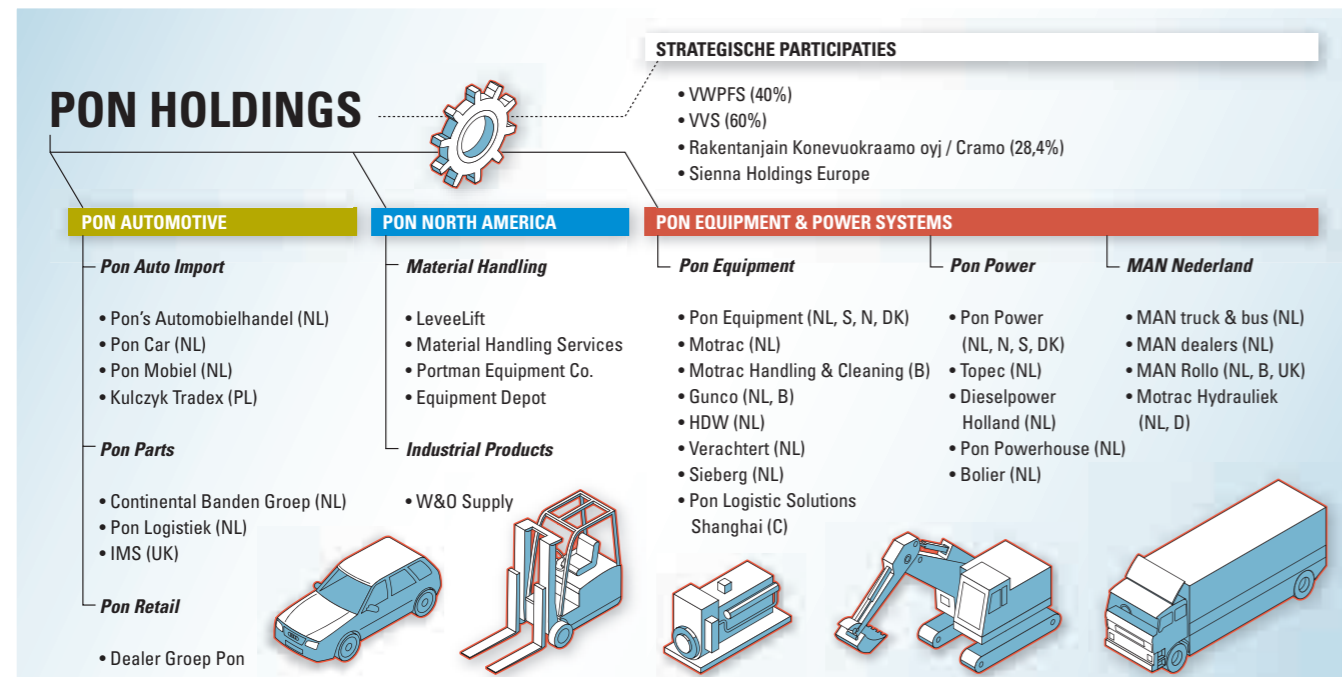 PON HOLDINGS
STRATEGISCHE PARTICIPATIES
• VWPFS (40%)
• VVS (60%)
• Rakentanjain Konevuokraamo oyj / Cramo (28,4%)
• Sienna Holdings Europe
PON AUTOMOTIVE
Pon Auto Import
• Pon's Automobielhandel (NL)
• Pon Car (NL)
• Pon Mobiel (NL)
• Kulczyk Tradex (PL)
Pon Parts
• Continental Banden Groep (NL)
• Pon Logistiek (NL)
• IMS (UK)
Pon Retail
• Dealer Groep Pon
PON NORTH AMERICA
Material Handling
• LeveeLift
• Material Handling Services
• Portman Equipment Co.
• Equipment Depot
Industrial Products
• W&O Supply
PON EQUIPMENT & POWER SYSTEMS
Pon Equipment
• Pon Equipment (NL, S, N, DK)
• Motrac (NL)
• Motrac Handling & Cleaning (B)
• Gunco (NL, B)
• HDW (NL)
• Verachtert (NL)
• Sieberg (NL)
• Pon Logistic Solutions
Shanghai (C)
Pon Power
• Pon Power
(NL, N, S, DK)
• Topec (NL)
• Dieselpower
Holland (NL)
• Pon Powerhouse (NL)
• Bolier (NL)
MAN Nederland
• MAN truck & bus (NL)
• MAN dealers (NL)
• MAN Rollo (NL, B, UK)
• Motrac Hydrauliek
(NL, D)